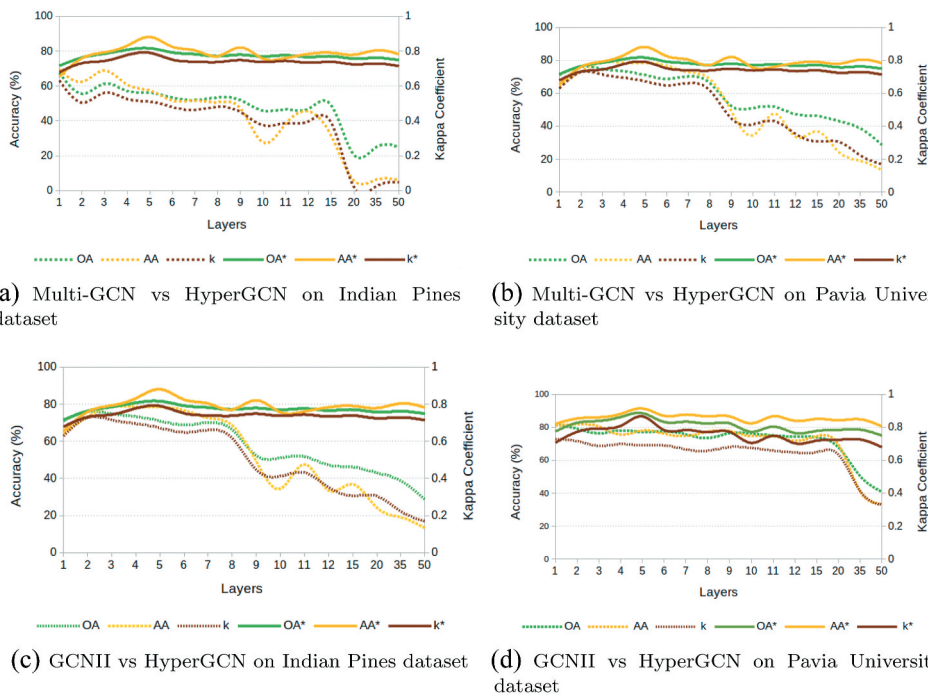 100 1
80 0.8
60 0.6
40 0.4
20 0.2
0 0
Accuracy (%)
Kappa Coefficient
1 2 3 4 5 6 7 8 9 10 11 12 15 20 35 50
Layers
OA AA k OA* AA* k*
a) Multi-GCN vs HyperGCN on Indian Pines
dataset
100 1
80 0.8
60 0.6
40 0.4
20 0.2
0 0
Accuracy (%)
Kappa Coefficient
1 2 3 4 5 6 7 8 9 10 11 12 15 20 35 50
Layers
OA AA k OA* AA* k*
(b) Multi-GCN vs HyperGCN on Pavia Univer
sity dataset
100 1
80 0.8
60 0.6
40 0.4
20 0.2
0 0
Accuracy (%)
Kappa Coefficient
1 2 3 4 5 6 7 8 9 10 11 12 15 20 35 50
Layers
OA AA k OA* AA* k*
(c) GCNII vs HyperGCN on Indian Pines dataset
100 1
80 0.8
60 0.6
40 0.4
20 0.2
0 0
Accuracy (%)
Kappa Coefficient
1 2 3 4 5 6 7 8 9 10 11 12 15 20 35 50
Layers
OA AA k OA* AA* k*
(d) GCNII vs HyperGCN on Pavia Universit
dataset